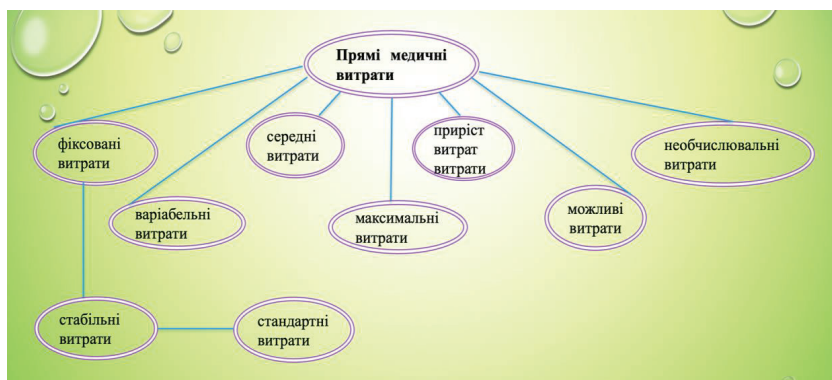 Прямі медичні
витрати
фіксовані
витрати
середні
витрати
приріст
витрат
витрати
необчислювальні
витрати
варіабельні
витрати
максимальні
витрати
можливі
витрати
стабільні
витрати
стандартні
витрати